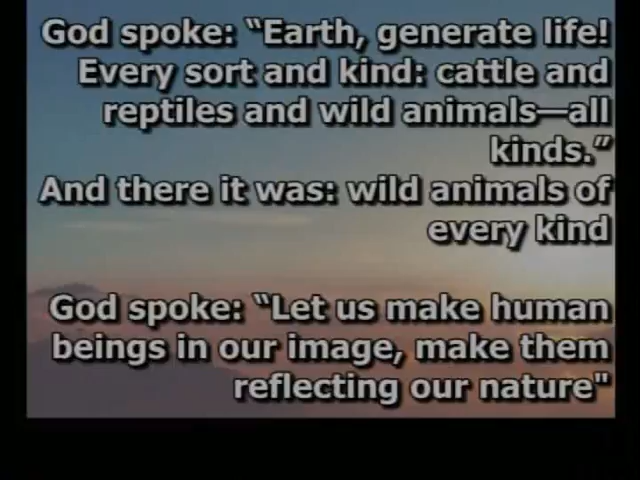 God spoke: “Earth, generate life!
Every sort and kind: cattle and
reptiles and wild animals—all
kinds.”
And there it was: wild animals of
every kind
God spoke: “Let us make human
beings in our image, make them
reflecting our nature"